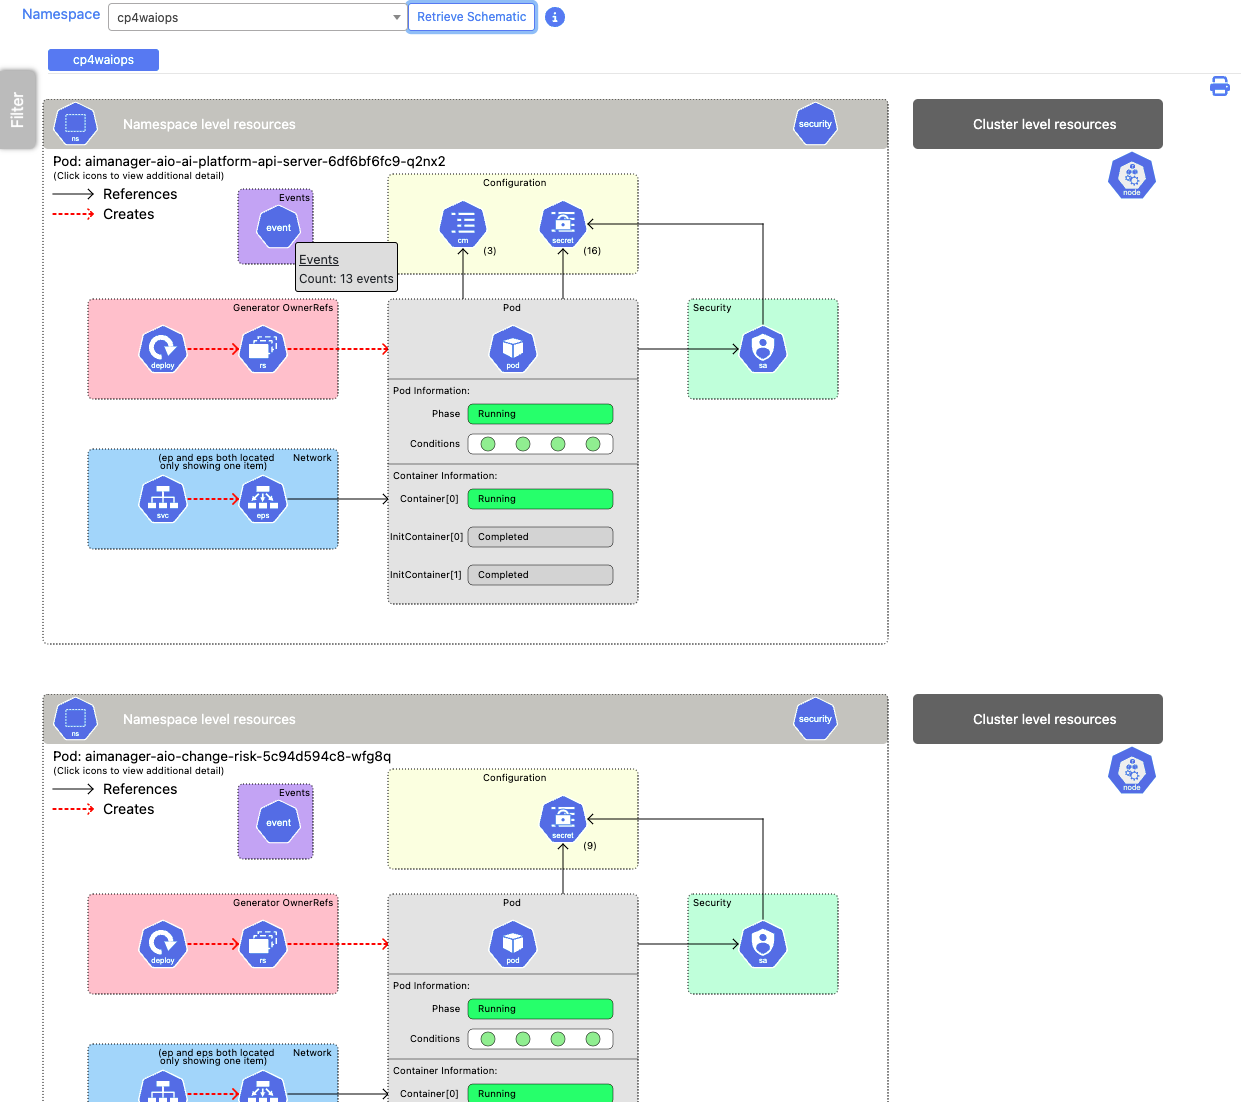 Namespace
cp4waiops
Retrieve Schematic
i
cp4waiops
Filter
ns
Namespace level resources
security
Cluster level resources
Pod: aimanager-aio-ai-platform-api-server-6df6bf6fc9-q2nx2
(Click icons to view additional detail)
References
Creates
Events
event
Events
Count: 13 events
Configuration
cm
(3)
secret
(16)
node
Generator OwnerRefs
deploy
rs
Pod
pod
Security
sa
Pod Information:
Phase
Running
Conditions
(ep and eps both located
only showing one item)
Network
svc
eps
Container Information:
Container[0]
Running
InitContainer[0]
Completed
InitContainer[1]
Completed
ns
Namespace level resources
security
Cluster level resources
Pod: aimanager-aio-change-risk-5c94d594c8-wfg8q
(Click icons to view additional detail)
References
Creates
Events
event
Configuration
secret
(9)
node
Generator OwnerRefs
deploy
rs
Pod
pod
Security
sa
Pod Information:
Phase
Running
Conditions
(ep and eps both located
only showing one item)
Network
Container Information:
Container[0]
Running